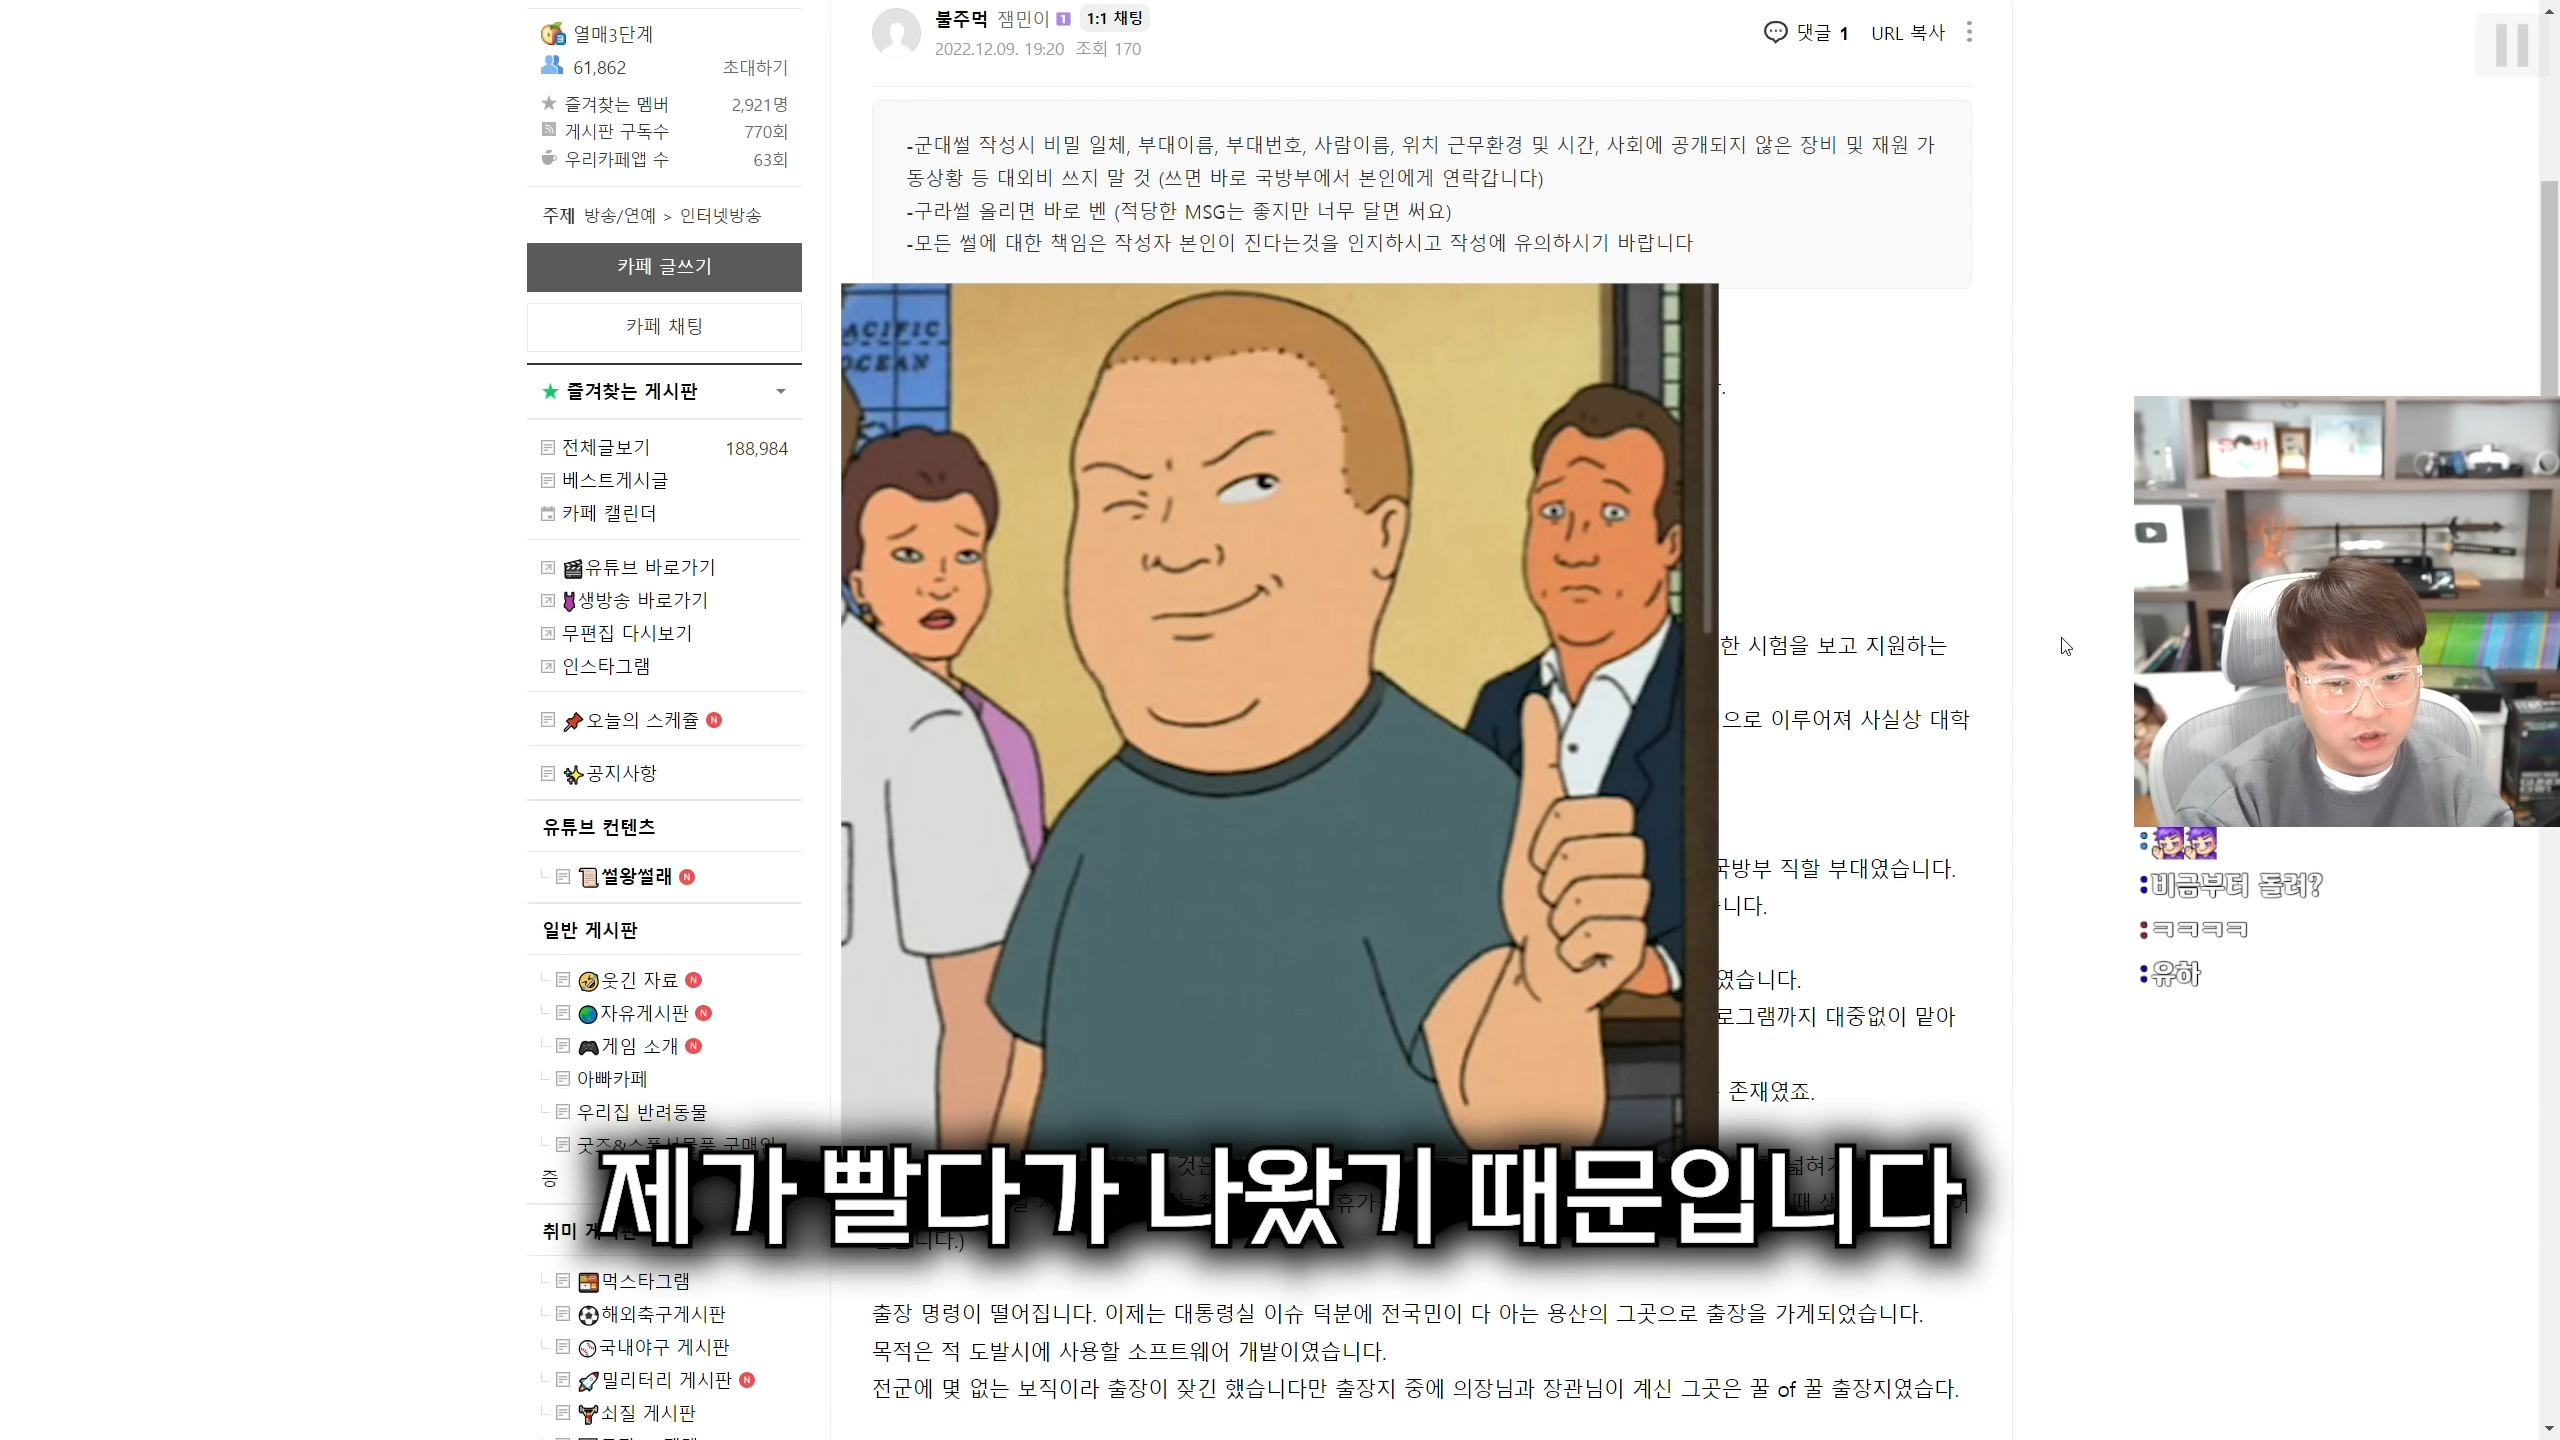 열매3단계
61,862 초대하기
즐겨찾는 멤버 2,921명
게시판 구독수 770회
우리카페앱 수 63회
주제 방송/연예 > 인터넷방송
카페 글쓰기
카페 채팅
즐겨찾는 게시판
전체글보기 188,984
베스트게시글
카페 캘린더
유튜브 바로가기
생방송 바로가기
무편집 다시보기
인스타그램
오늘의 스케쥴 N
공지사항
유튜브 컨텐츠
썰왕썰래 N
일반 게시판
웃긴 자료 N
자유게시판 N
게임 소개 N
아빠카페
우리집 반려동물
증
취미
먹스타그램
해외축구게시판
국내야구 게시판
밀리터리 게시판 N
쇠질 게시판
불주먹 잼민이 1 1:1 채팅
2022.12.09. 19:20 조회 170
댓글 1 URL 복사
-군대썰 작성시 비밀 일체, 부대이름, 부대번호, 사람이름, 위치 근무환경 및 시간, 사회에 공개되지 않은 장비 및 재원 가
동상황 등 대외비 쓰지 말 것 (쓰면 바로 국방부에서 본인에게 연락갑니다)
-구라썰 올리면 바로 벤 (적당한 MSG는 좋지만 너무 달면 써요)
-모든 썰에 대한 책임은 작성자 본인이 진다는것을 인지하시고 작성에 유의하시기 바랍니다
ACIFIC
OCEAN
한 시험을 보고 지원하는
으로 이루어져 사실상 대학
국방부 직할 부대였습니다.
니다.
였습니다.
로그램까지 대중없이 맡아
존재였죠.
제가 빨다가 나왔기 때문입니다
출장 명령이 떨어집니다. 이제는 대통령실 이슈 덕분에 전국민이 다 아는 용산의 그곳으로 출장을 가게되었습니다.
목적은 적 도발시에 사용할 소프트웨어 개발이였습니다.
전군에 몇 없는 보직이라 출장이 잦긴 했습니다만 출장지 중에 의장님과 장관님이 계신 그곳은 꿀 of 꿀 출장지였습다.
:비금부터 돌려?
:ㅋㅋㅋㅋ
:유하